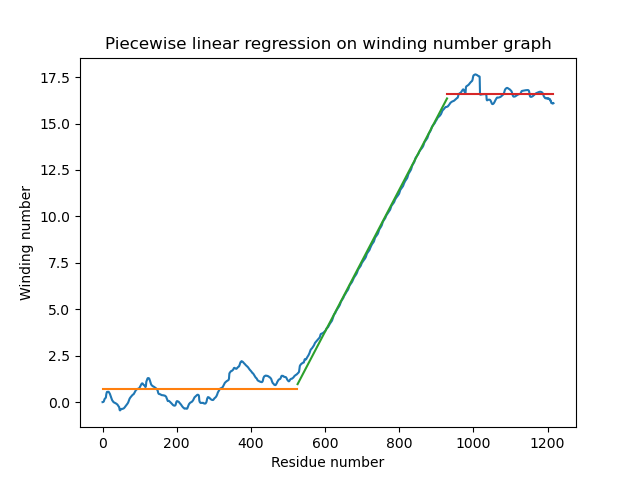 Piecewise linear regression on winding number graph
17.5
15.0
12.5
10.0
7.5
5.0
2.5
0.0
Winding number
0 200 400 600 800 1000 1200
Residue number